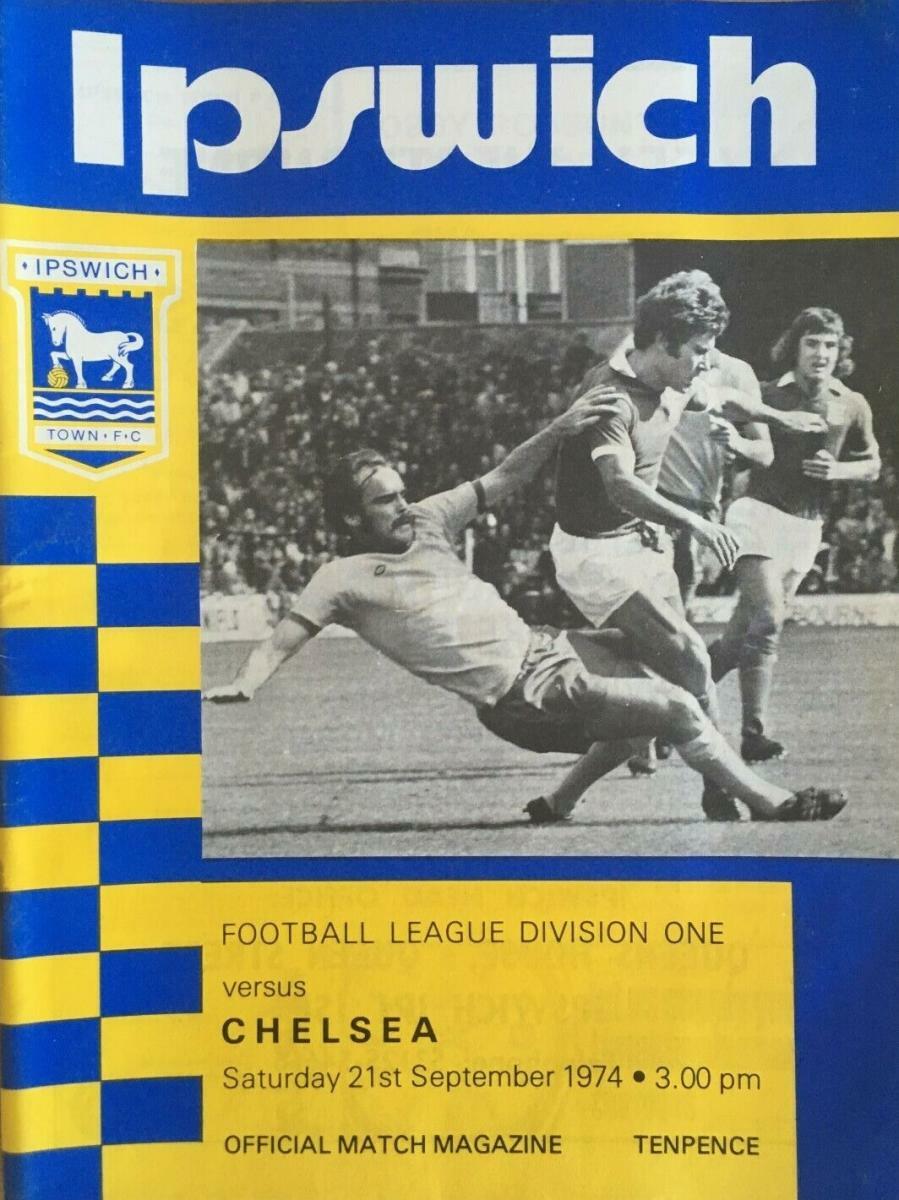 Ipswich
IPSWICH
TOWN • F • C
FOOTBALL LEAGUE DIVISION ONE
versus
CHELSEA
Saturday 21st September 1974 • 3.00 pm
OFFICIAL MATCH MAGAZINE TENPENCE